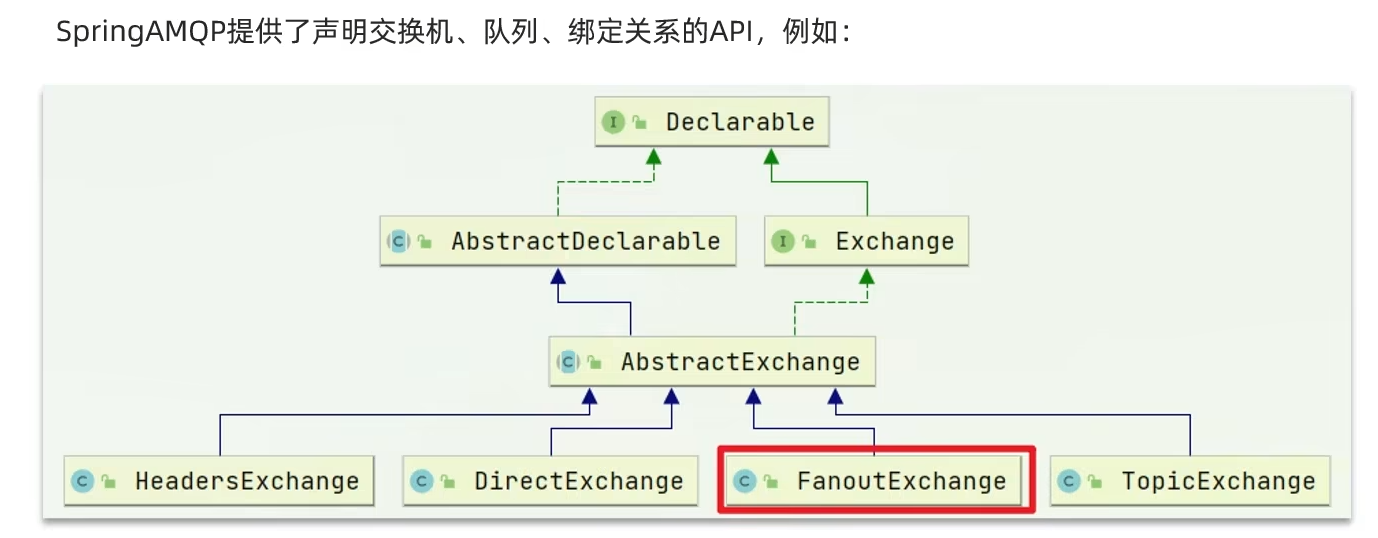 SpringAMQP提供了声明交换机、队列、绑定关系的API，例如：
I Declarable
C AbstractDeclarable
I Exchange
C AbstractExchange
C HeadersExchange
C DirectExchange
C FanoutExchange
C TopicExchange